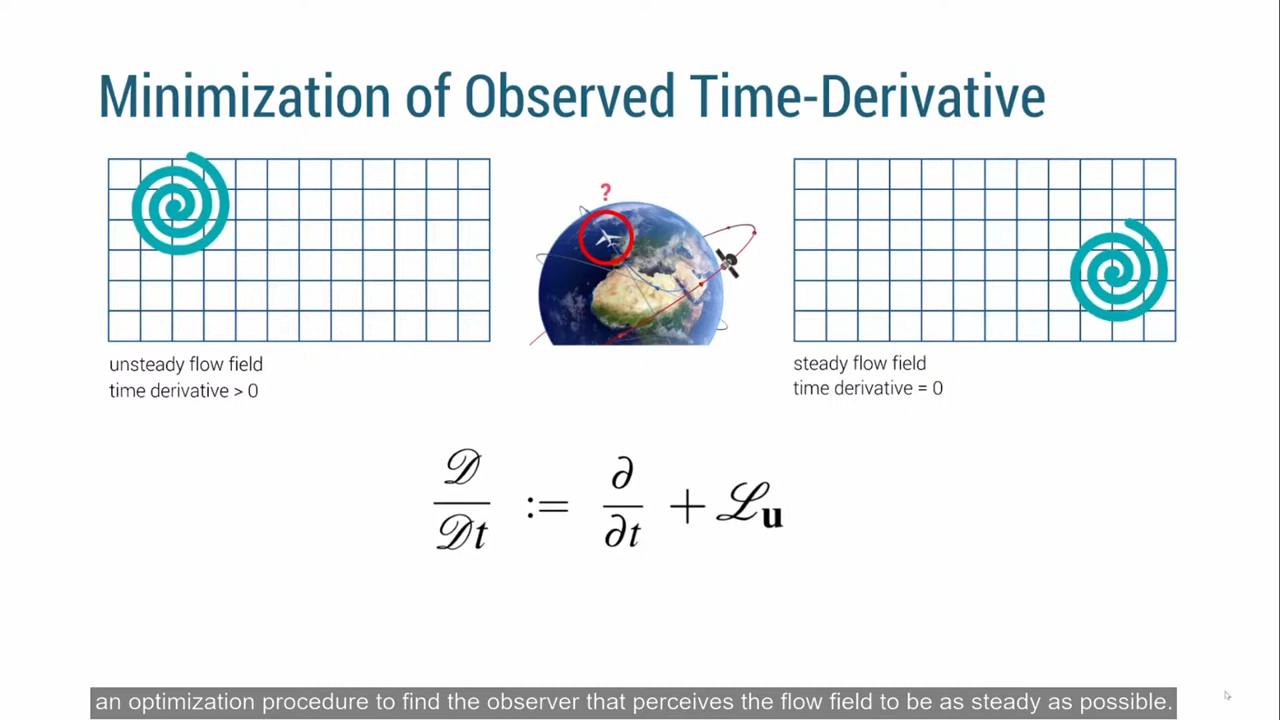 Minimization of Observed Time-Derivative
?
unsteady flow field
time derivative > 0
steady flow field
time derivative = 0
𝒟/𝒟t := ∂/∂t + ℒ𝐮
an optimization procedure to find the observer that perceives the flow field to be as steady as possible.